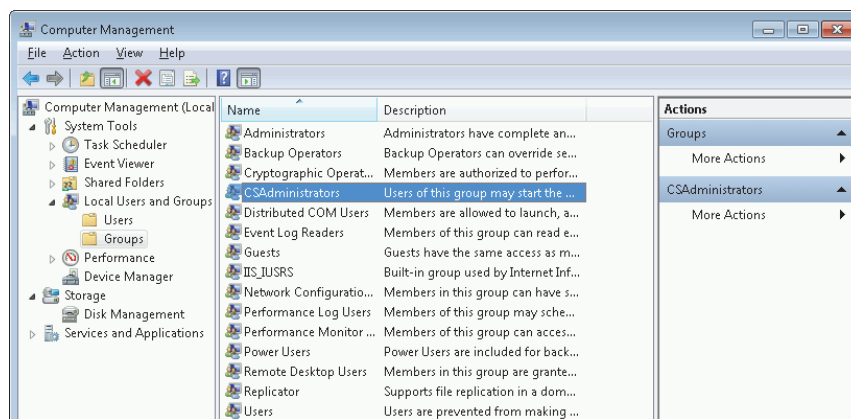 Computer Management
File Action View Help
Computer Management (Local
System Tools
Task Scheduler
Event Viewer
Shared Folders
Local Users and Groups
Users
Groups
Performance
Device Manager
Storage
Disk Management
Services and Applications
Name Description
Administrators Administrators have complete an...
Backup Operators Backup Operators can override se...
Cryptographic Operat... Members are authorized to perfor...
CSAdministrators Users of this group may start the ...
Distributed COM Users Members are allowed to launch, a...
Event Log Readers Members of this group can read e...
Guests Guests have the same access as m...
IIS_IUSRS Built-in group used by Internet Inf...
Network Configuratio... Members in this group can have s...
Performance Log Users Members of this group may sche...
Performance Monitor ... Members of this group can acces...
Power Users Power Users are included for back...
Remote Desktop Users Members in this group are grante...
Replicator Supports file replication in a dom...
Users Users are prevented from making ...
Actions
Groups
More Actions
CSAdministrators
More Actions